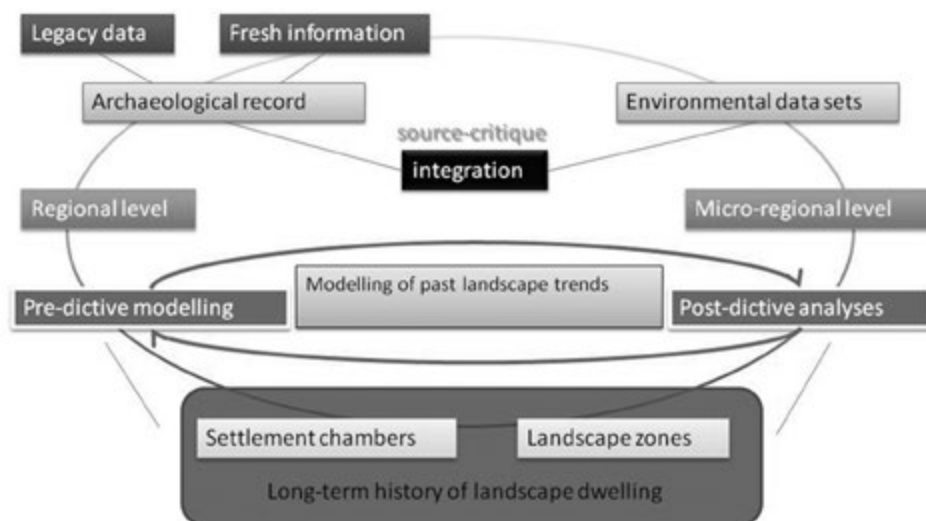 Legacy data
Fresh information
Archaeological record
Environmental data sets
source-critique
integration
Regional level
Micro-regional level
Modelling of past landscape trends
Pre-dictive modelling
Post-dictive analyses
Settlement chambers
Landscape zones
Long-term history of landscape dwelling